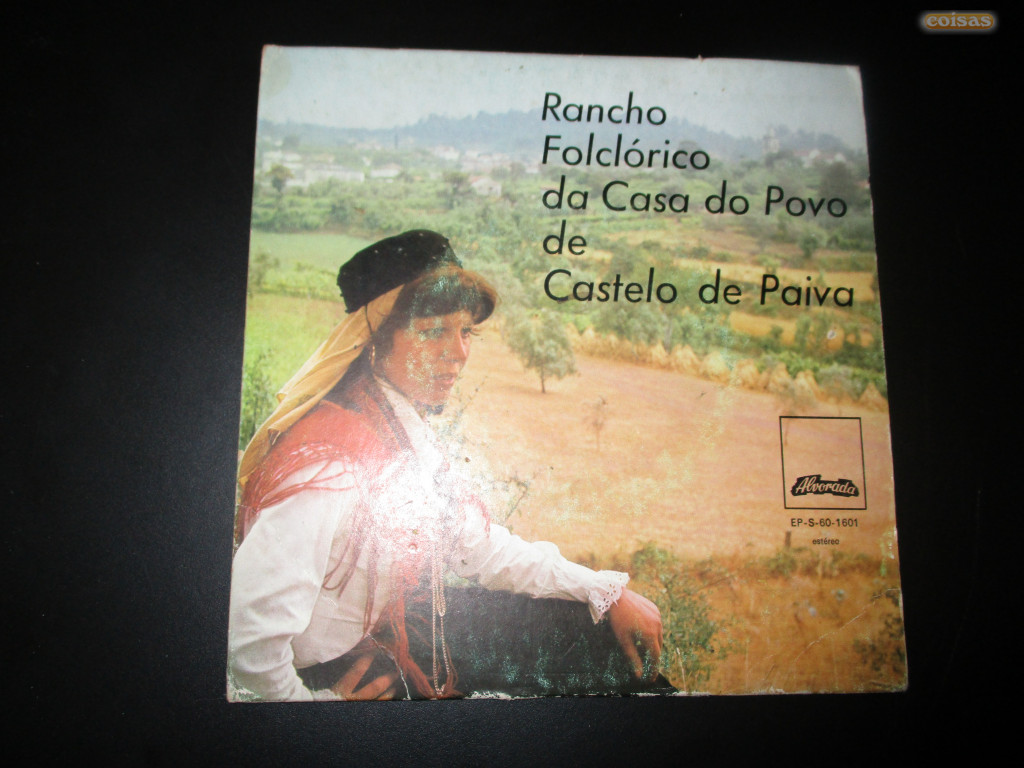 coisas
Rancho
Folclórico
da Casa do Povo
de
Castelo de Paiva
Alvorada
EP-S-60-1601
estéreo